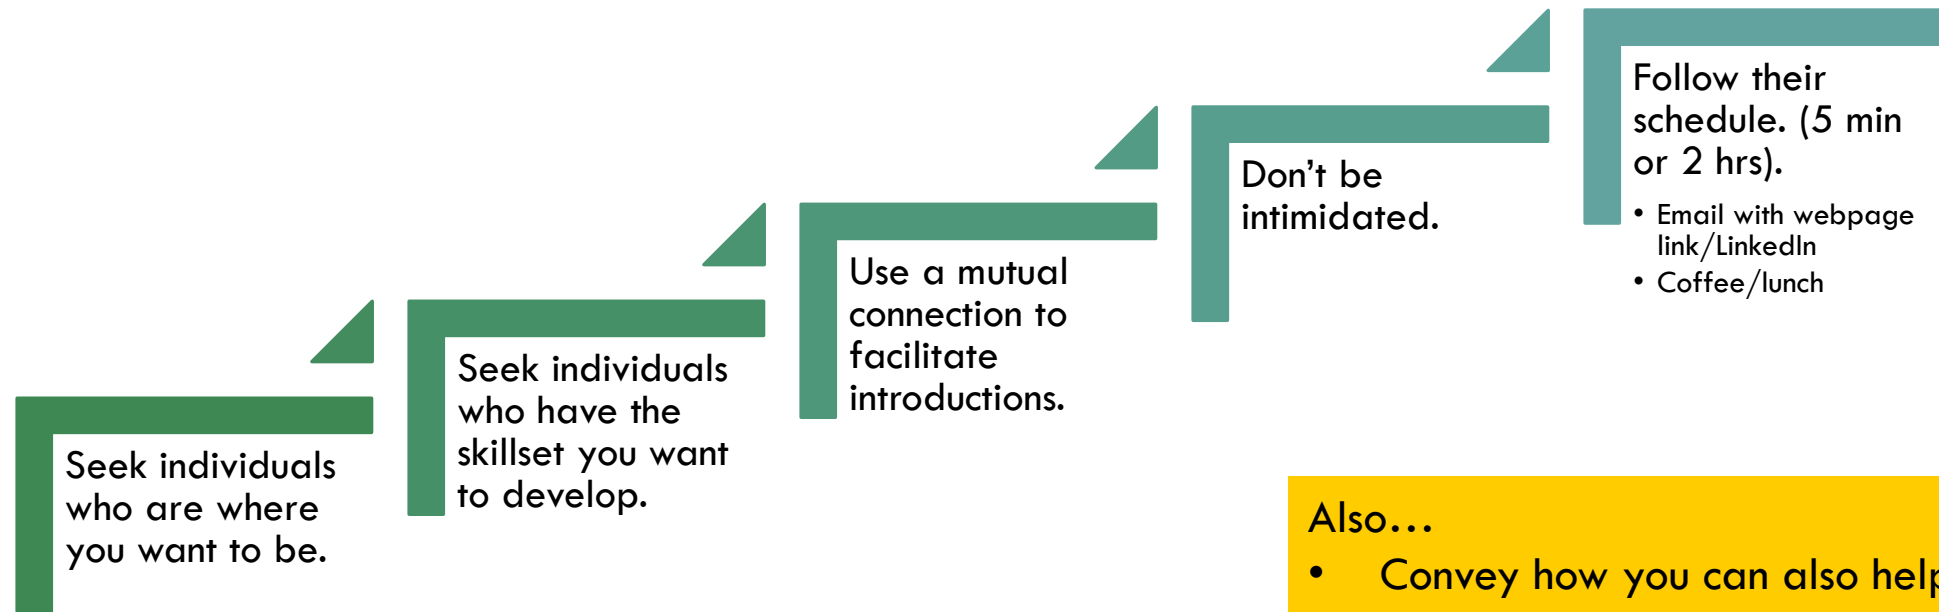 Seek individuals
who are where
you want to be.
Seek individuals
who have the
skillset you want
to develop.
Use a mutual
connection to
facilitate
introductions.
Don’t be
intimidated.
Follow their
schedule. (5 min
or 2 hrs).
• Email with webpage
link/LinkedIn
• Coffee/lunch
Also…
• Convey how you can also help